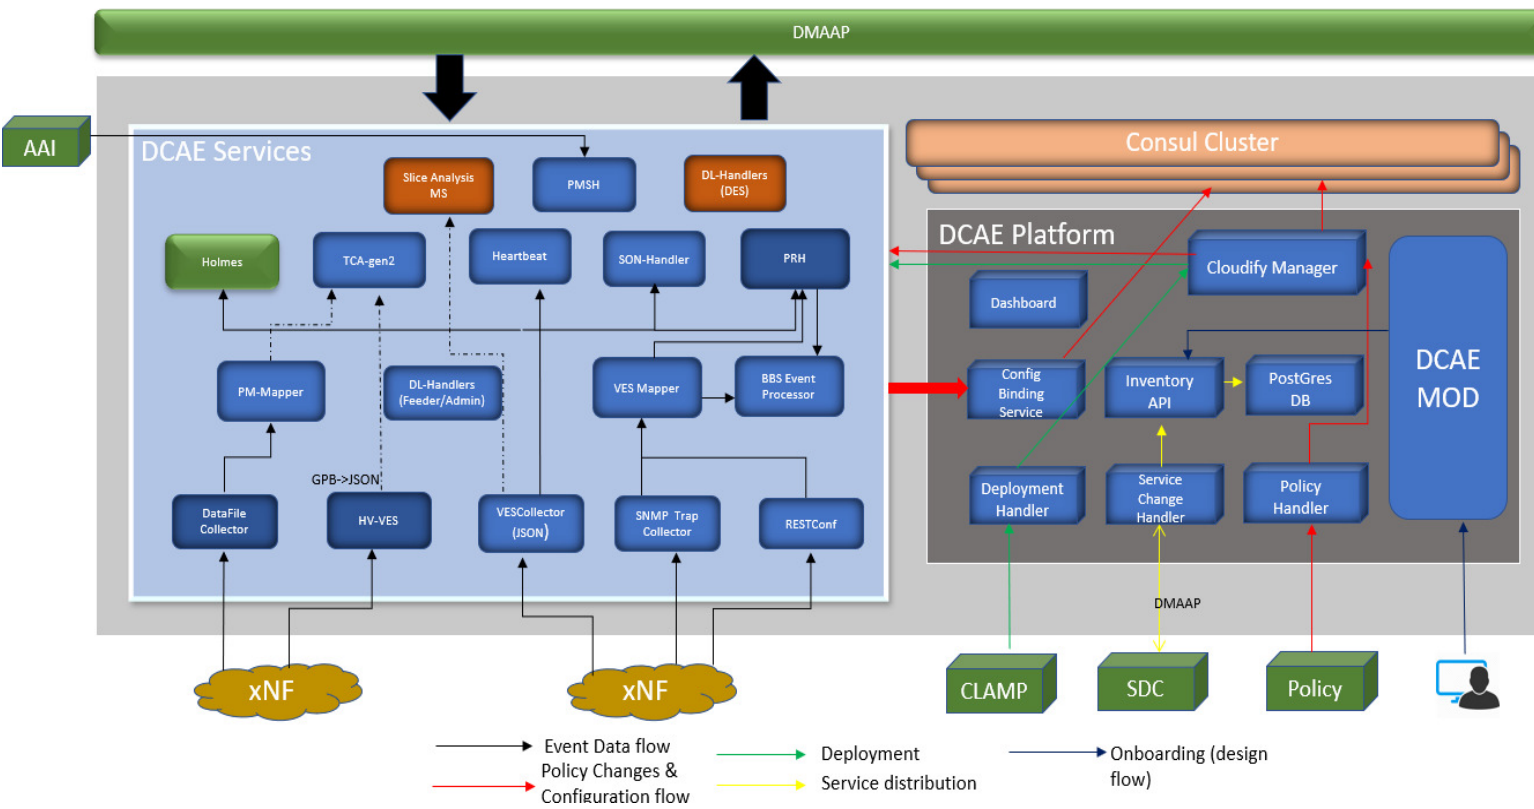 DMAAP
AAI
DCAE Services
Slice Analysis
MS
PMSH
DL-Handlers
(DES)
Consul Cluster
Holmes
TCA-gen2
Heartbeat
SON-Handler
PRH
DCAE Platform
Cloudify Manager
Dashboard
PM-Mapper
DL-Handlers
(Feeder/Admin)
VES Mapper
BBS Event
Processor
Config
Binding
Service
Inventory
API
PostGres
DB
DCAE
MOD
GPB->JSON
DataFile
Collector
HV-VES
VESCollector
(JSON)
SNMP Trap
Collector
RESTConf
Deployment
Handler
Service
Change
Handler
Policy
Handler
DMAAP
xNF
xNF
CLAMP
SDC
Policy
Event Data flow
Policy Changes &
Configuration flow
Deployment
Service distribution
Onboarding (design
flow)